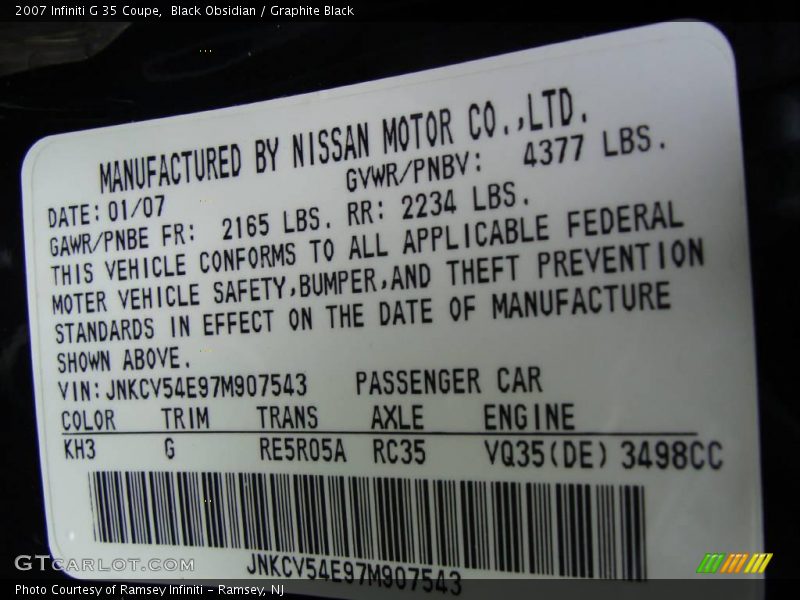 2007 Infiniti G 35 Coupe,  Black Obsidian / Graphite Black
MANUFACTURED BY NISSAN MOTOR CO.,LTD.
DATE: 01/07 GVWR/PNBV: 4377 LBS.
GAWR/PNBE FR: 2165 LBS. RR: 2234 LBS.
THIS VEHICLE CONFORMS TO ALL APPLICABLE FEDERAL
MOTER VEHICLE SAFETY,BUMPER,AND THEFT PREVENTION
STANDARDS IN EFFECT ON THE DATE OF MANUFACTURE
SHOWN ABOVE.
VIN: JNKCV54E97M907543 PASSENGER CAR
COLOR TRIM TRANS AXLE ENGINE
KH3 G RE5R05A RC35 VQ35(DE) 3498CC
JNKCV54E97M907543
GTCARLOT.COM
Photo Courtesy of Ramsey Infiniti - Ramsey, NJ